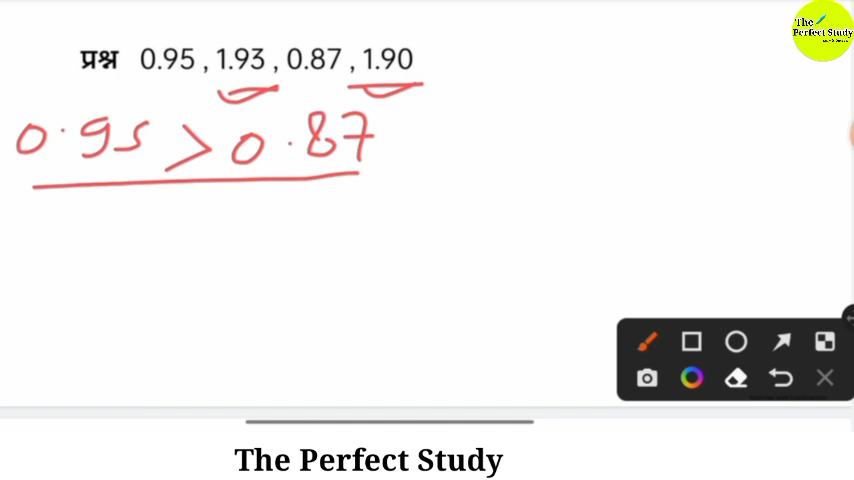 The
Perfect Study
प्रश्न 0.95 , 1.93 , 0.87 , 1.90
0.95 > 0.87
The Perfect Study